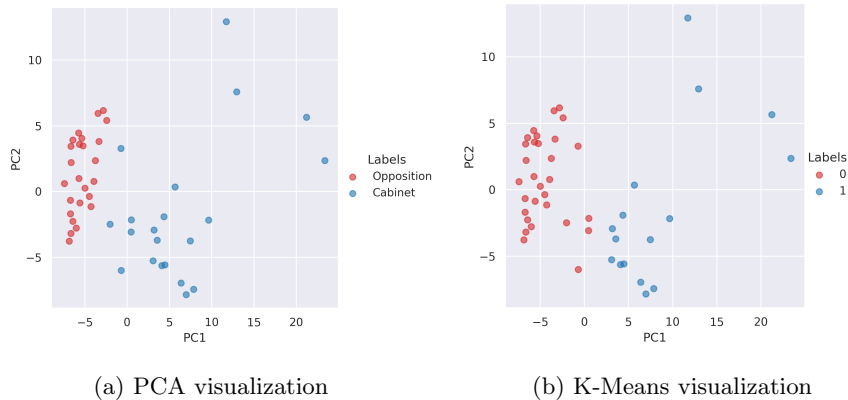 10
5
0
−5
PC2
−5
0
5
10
15
20
PC1
Labels
Opposition
Cabinet
(a) PCA visualization
10
5
0
−5
PC2
−5
0
5
10
15
20
PC1
Labels
0
1
(b) K-Means visualization